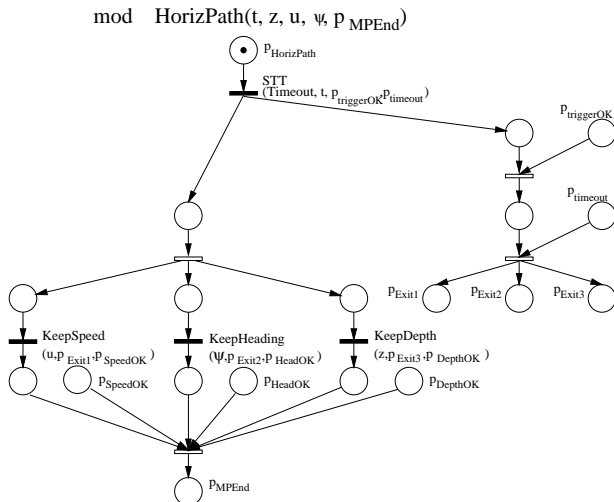 mod HorizPath(t, z, u, ψ, p MPEnd)
p HorizPath
STT
(Timeout, t, p triggerOK, p timeout)
p triggerOK
p timeout
p Exit1
p Exit2
p Exit3
KeepSpeed
(u,p Exit1,p SpeedOK )
KeepHeading
(ψ,p Exit2,p HeadOK )
KeepDepth
(z,p Exit3,p DepthOK )
p SpeedOK
p HeadOK
p DepthOK
p MPEnd